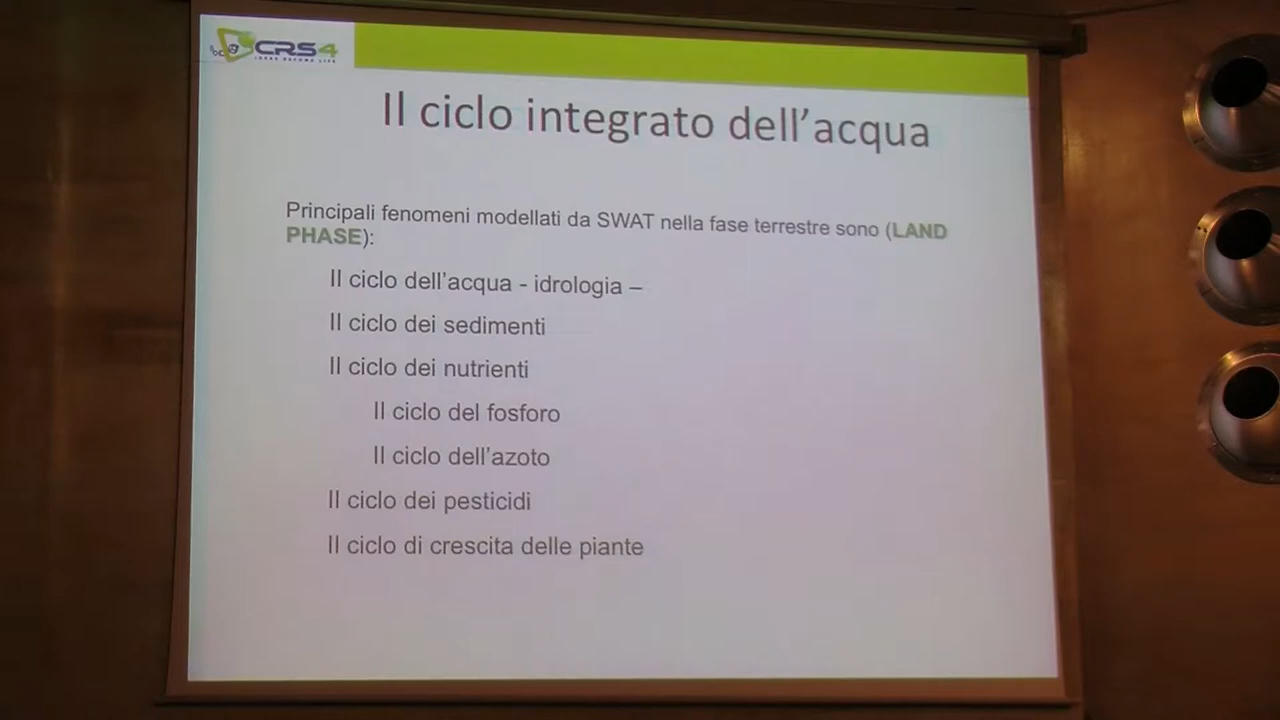 CRS4
Il ciclo integrato dell'acqua
Principali fenomeni modellati da SWAT nella fase terrestre sono (LAND
PHASE):
Il ciclo dell'acqua - idrologia –
Il ciclo dei sedimenti
Il ciclo dei nutrienti
Il ciclo del fosforo
Il ciclo dell'azoto
Il ciclo dei pesticidi
Il ciclo di crescita delle piante